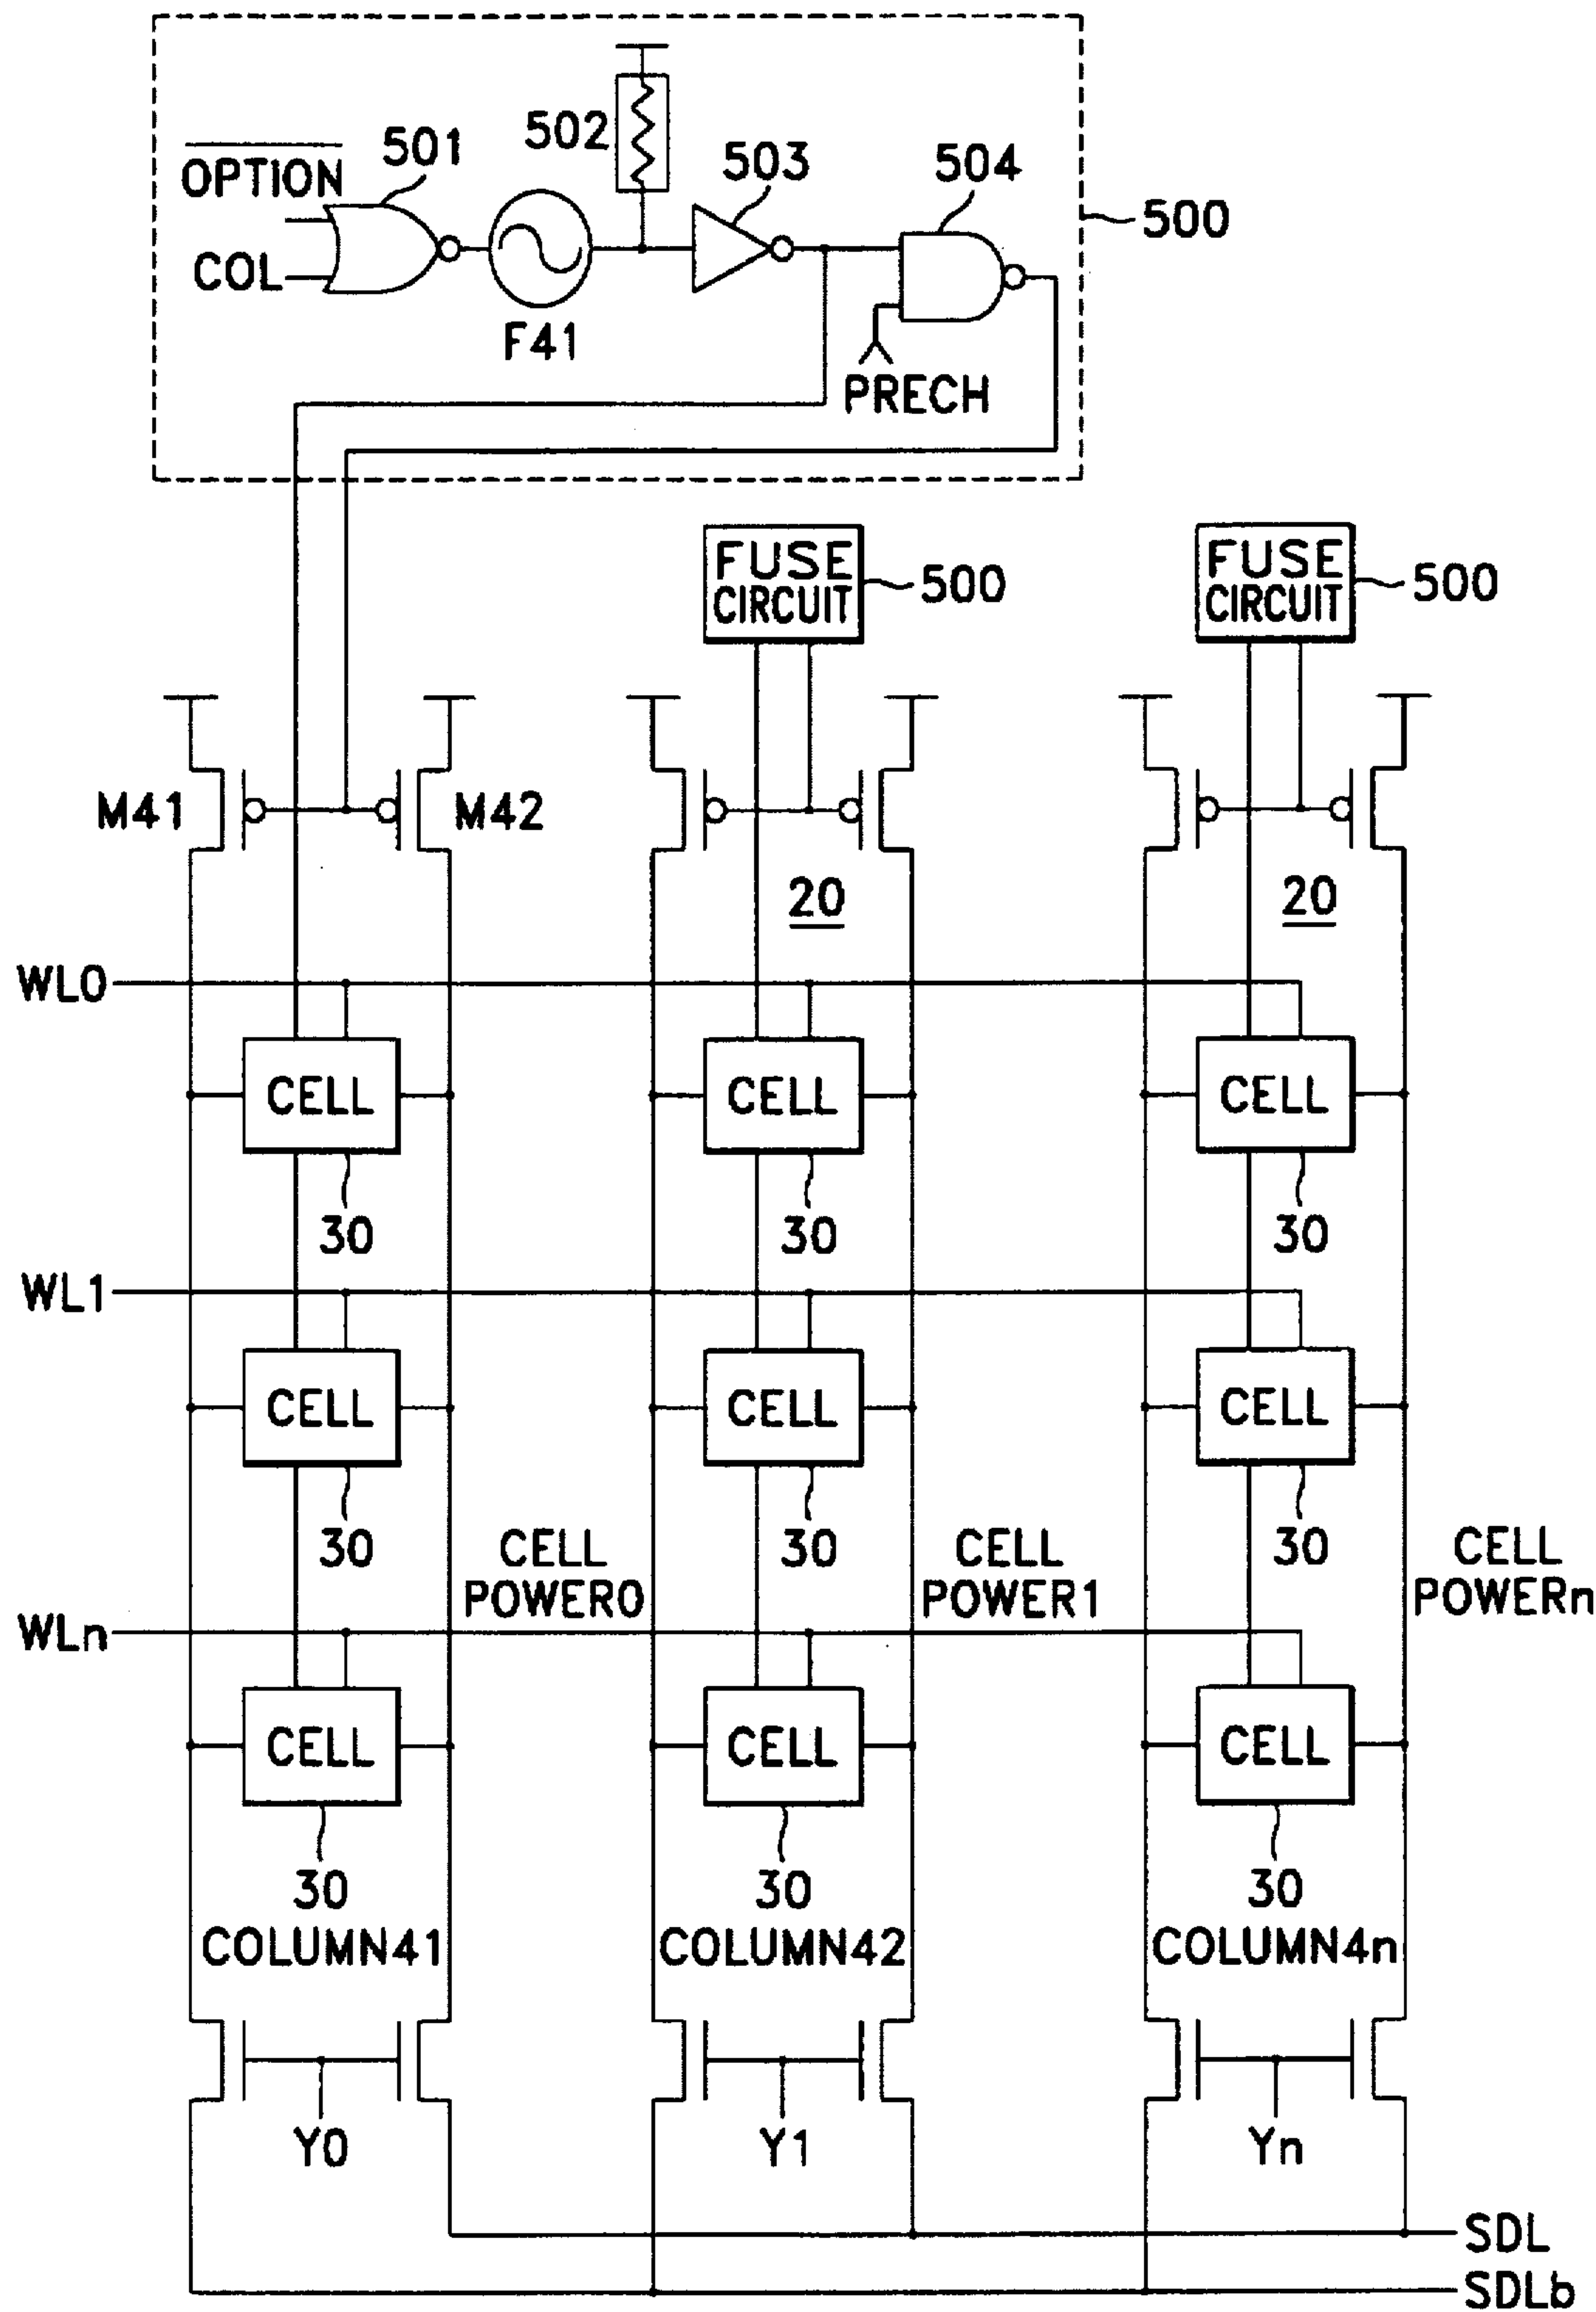 OPTION
501
502
503
504
500
COL
F41
PRECH
FUSE
CIRCUIT
500
FUSE
CIRCUIT
500
M41
M42
20
20
WL0
CELL
CELL
CELL
30
30
30
WL1
CELL
CELL
CELL
30
30
30
CELL
POWER0
CELL
POWER1
CELL
POWERn
WLn
CELL
CELL
CELL
30
30
30
COLUMN41
COLUMN42
COLUMN4n
Y0
Y1
Yn
SDL
SDLb